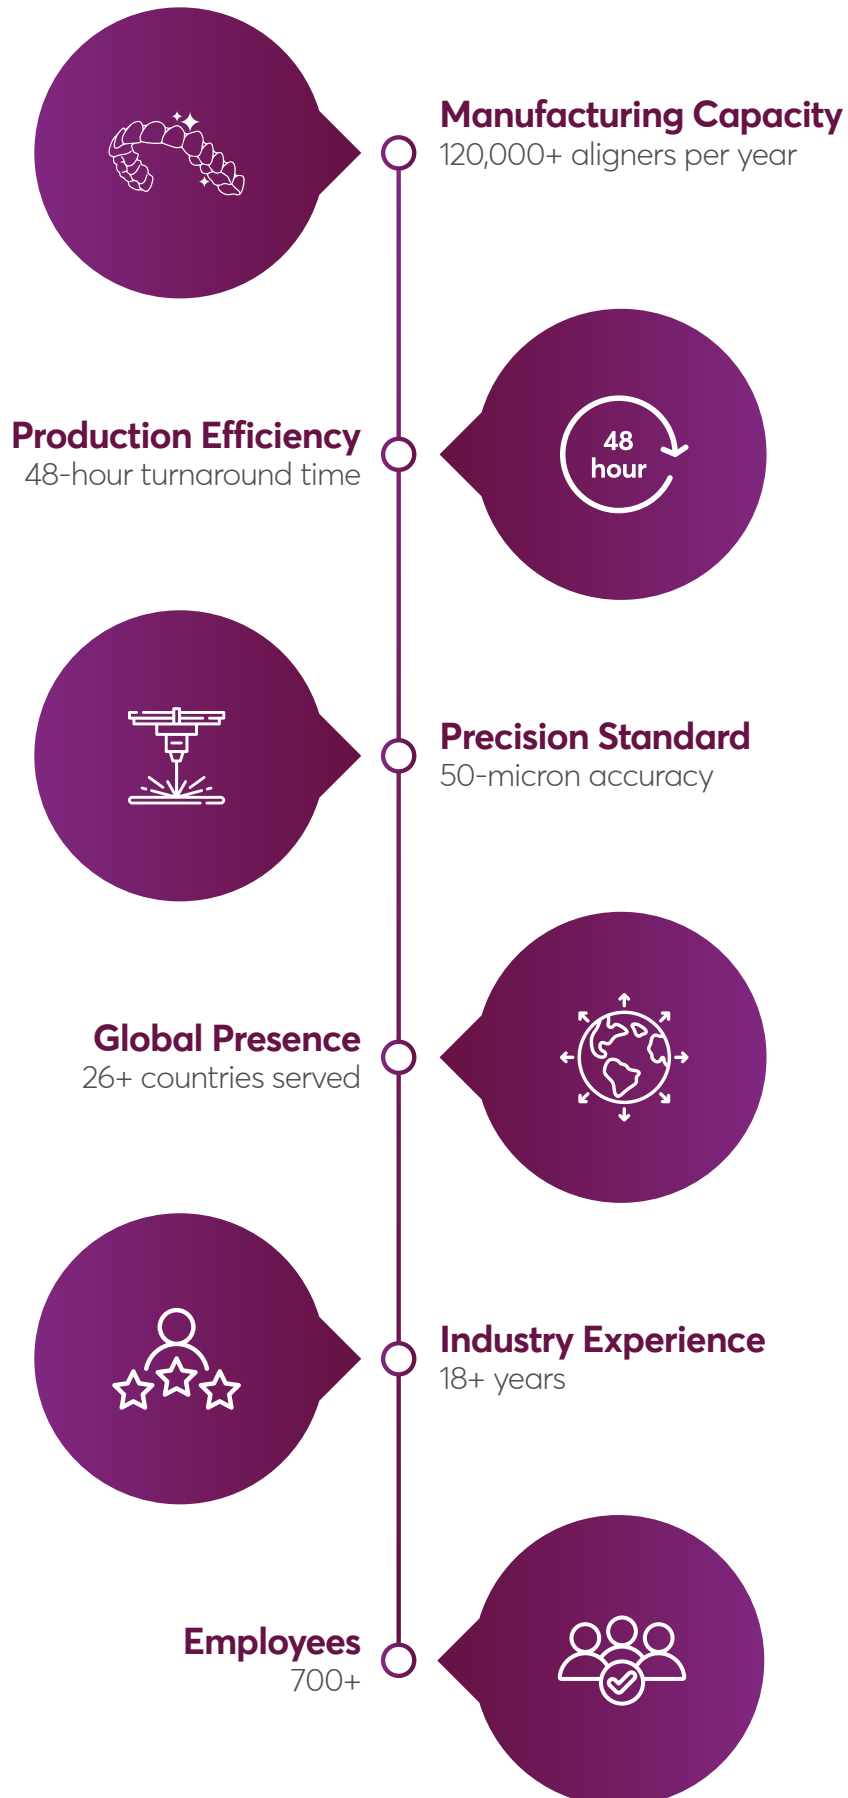 Manufacturing Capacity
120,000+ aligners per year
Production Efficiency
48-hour turnaround time
48
hour
Precision Standard
50-micron accuracy
Global Presence
26+ countries served
Industry Experience
18+ years
Employees
700+